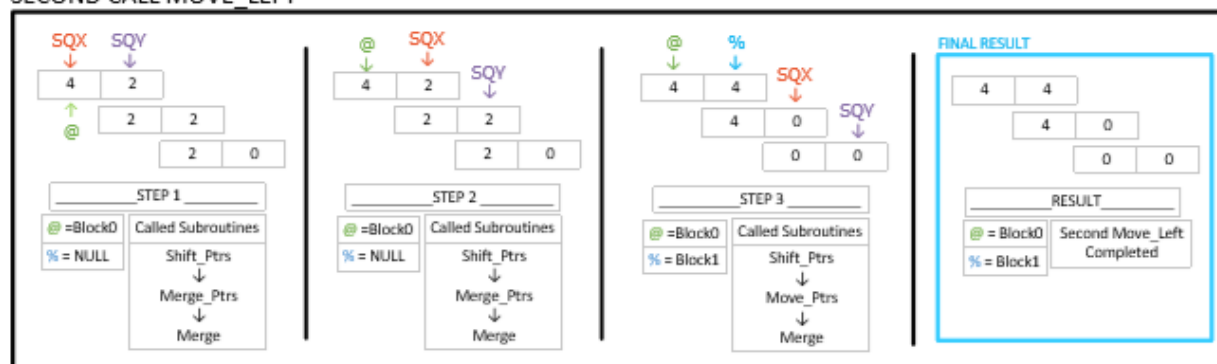 SECOND CALL MOVE_LEFT
SQX SQY
4 2
@
2 2
2 0
STEP 1
@ =Block0
% = NULL
Called Subroutines
Shift_Ptrs
Merge_Ptrs
Merge
@ SQX
SQY
4 2
2 2
2 0
STEP 2
@ =Block0
% = NULL
Called Subroutines
Shift_Ptrs
Merge_Ptrs
Merge
@ %
SQX
4 4
SQY
4 0
0 0
STEP 3
@ =Block0
% = Block1
Called Subroutines
Shift_Ptrs
Move_Ptrs
Merge
FINAL RESULT
4 4
4 0
0 0
RESULT
@ = Block0
% = Block1
Second Move_Left
Completed